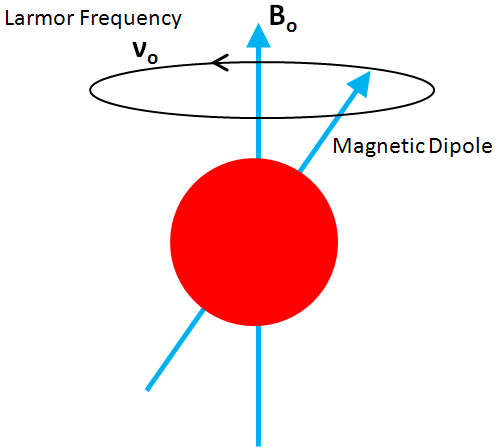 Larmor Frequency
νo
Bo
Magnetic Dipole